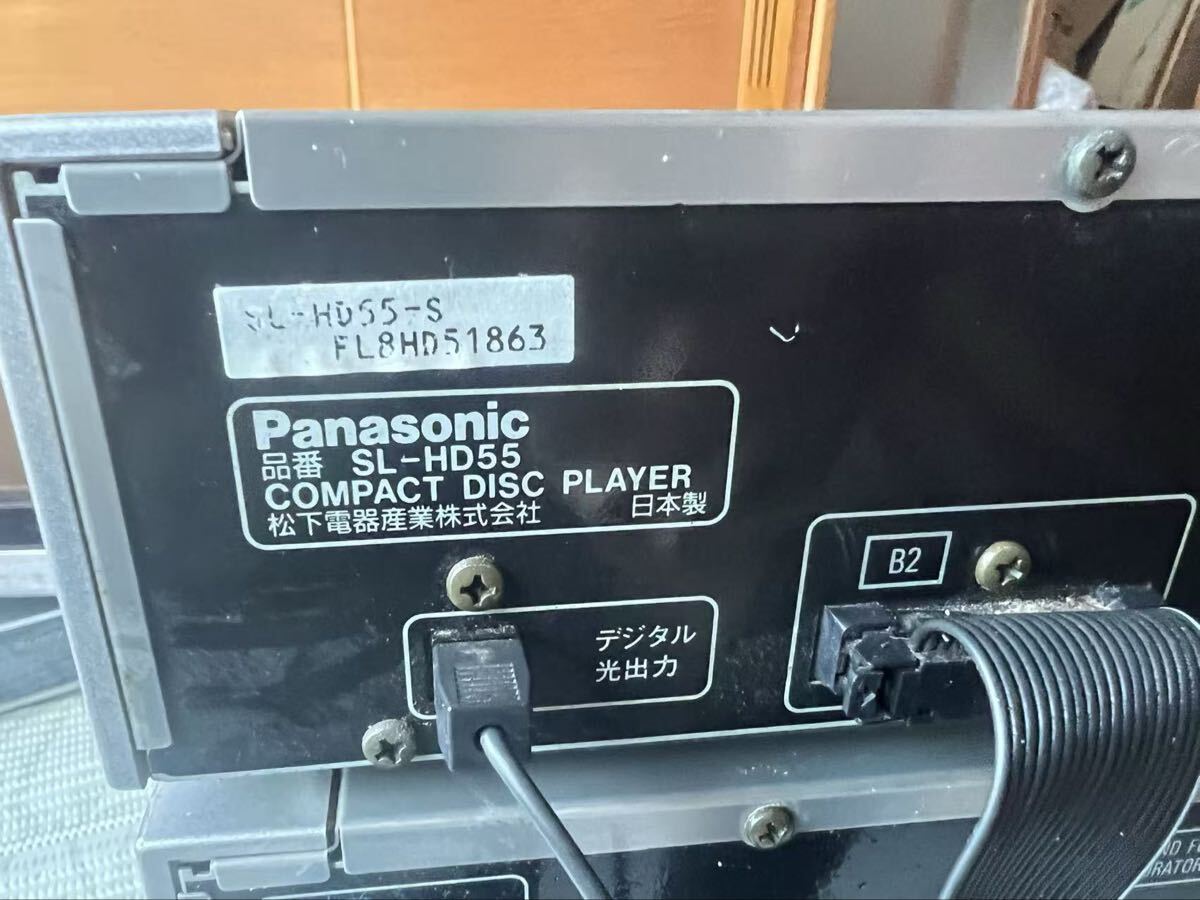 SL-HD55-S
FL8HD51863
Panasonic
品番 SL-HD55
COMPACT DISC PLAYER
松下電器産業株式会社 日本製
B2
デジタル
光出力